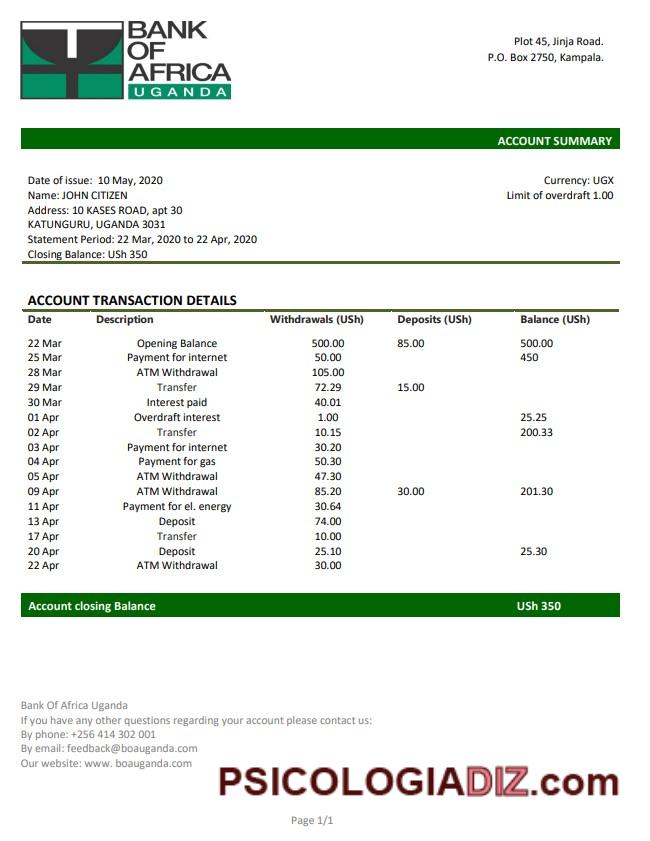 BANK
OF
AFRICA
UGANDA
Plot 45, Jinja Road.
P.O. Box 2750, Kampala.
ACCOUNT SUMMARY
Date of issue:  10 May, 2020
Name: JOHN CITIZEN
Address: 10 KASES ROAD, apt 30
KATUNGURU, UGANDA 3031
Statement Period: 22 Mar, 2020 to 22 Apr, 2020
Closing Balance: USh 350
Currency: UGX
Limit of overdraft 1.00
ACCOUNT TRANSACTION DETAILS
Date Description Withdrawals (USh) Deposits (USh) Balance (USh)
22 Mar Opening Balance 500.00 85.00 500.00
25 Mar Payment for internet 50.00 450
28 Mar ATM Withdrawal 105.00
29 Mar Transfer 72.29 15.00
30 Mar Interest paid 40.01
01 Apr Overdraft interest 1.00 25.25
02 Apr Transfer 10.15 200.33
03 Apr Payment for internet 30.20
04 Apr Payment for gas 50.30
05 Apr ATM Withdrawal 47.30
09 Apr ATM Withdrawal 85.20 30.00 201.30
11 Apr Payment for el. energy 30.64
13 Apr Deposit 74.00
17 Apr Transfer 10.00
20 Apr Deposit 25.10 25.30
22 Apr ATM Withdrawal 30.00
Account closing Balance USh 350
Bank Of Africa Uganda
If you have any other questions regarding your account please contact us:
By phone: +256 414 302 001
By email: feedback@boauganda.com
Our website: www. boauganda.com
PSICOLOGIADIZ.com
Page 1/1